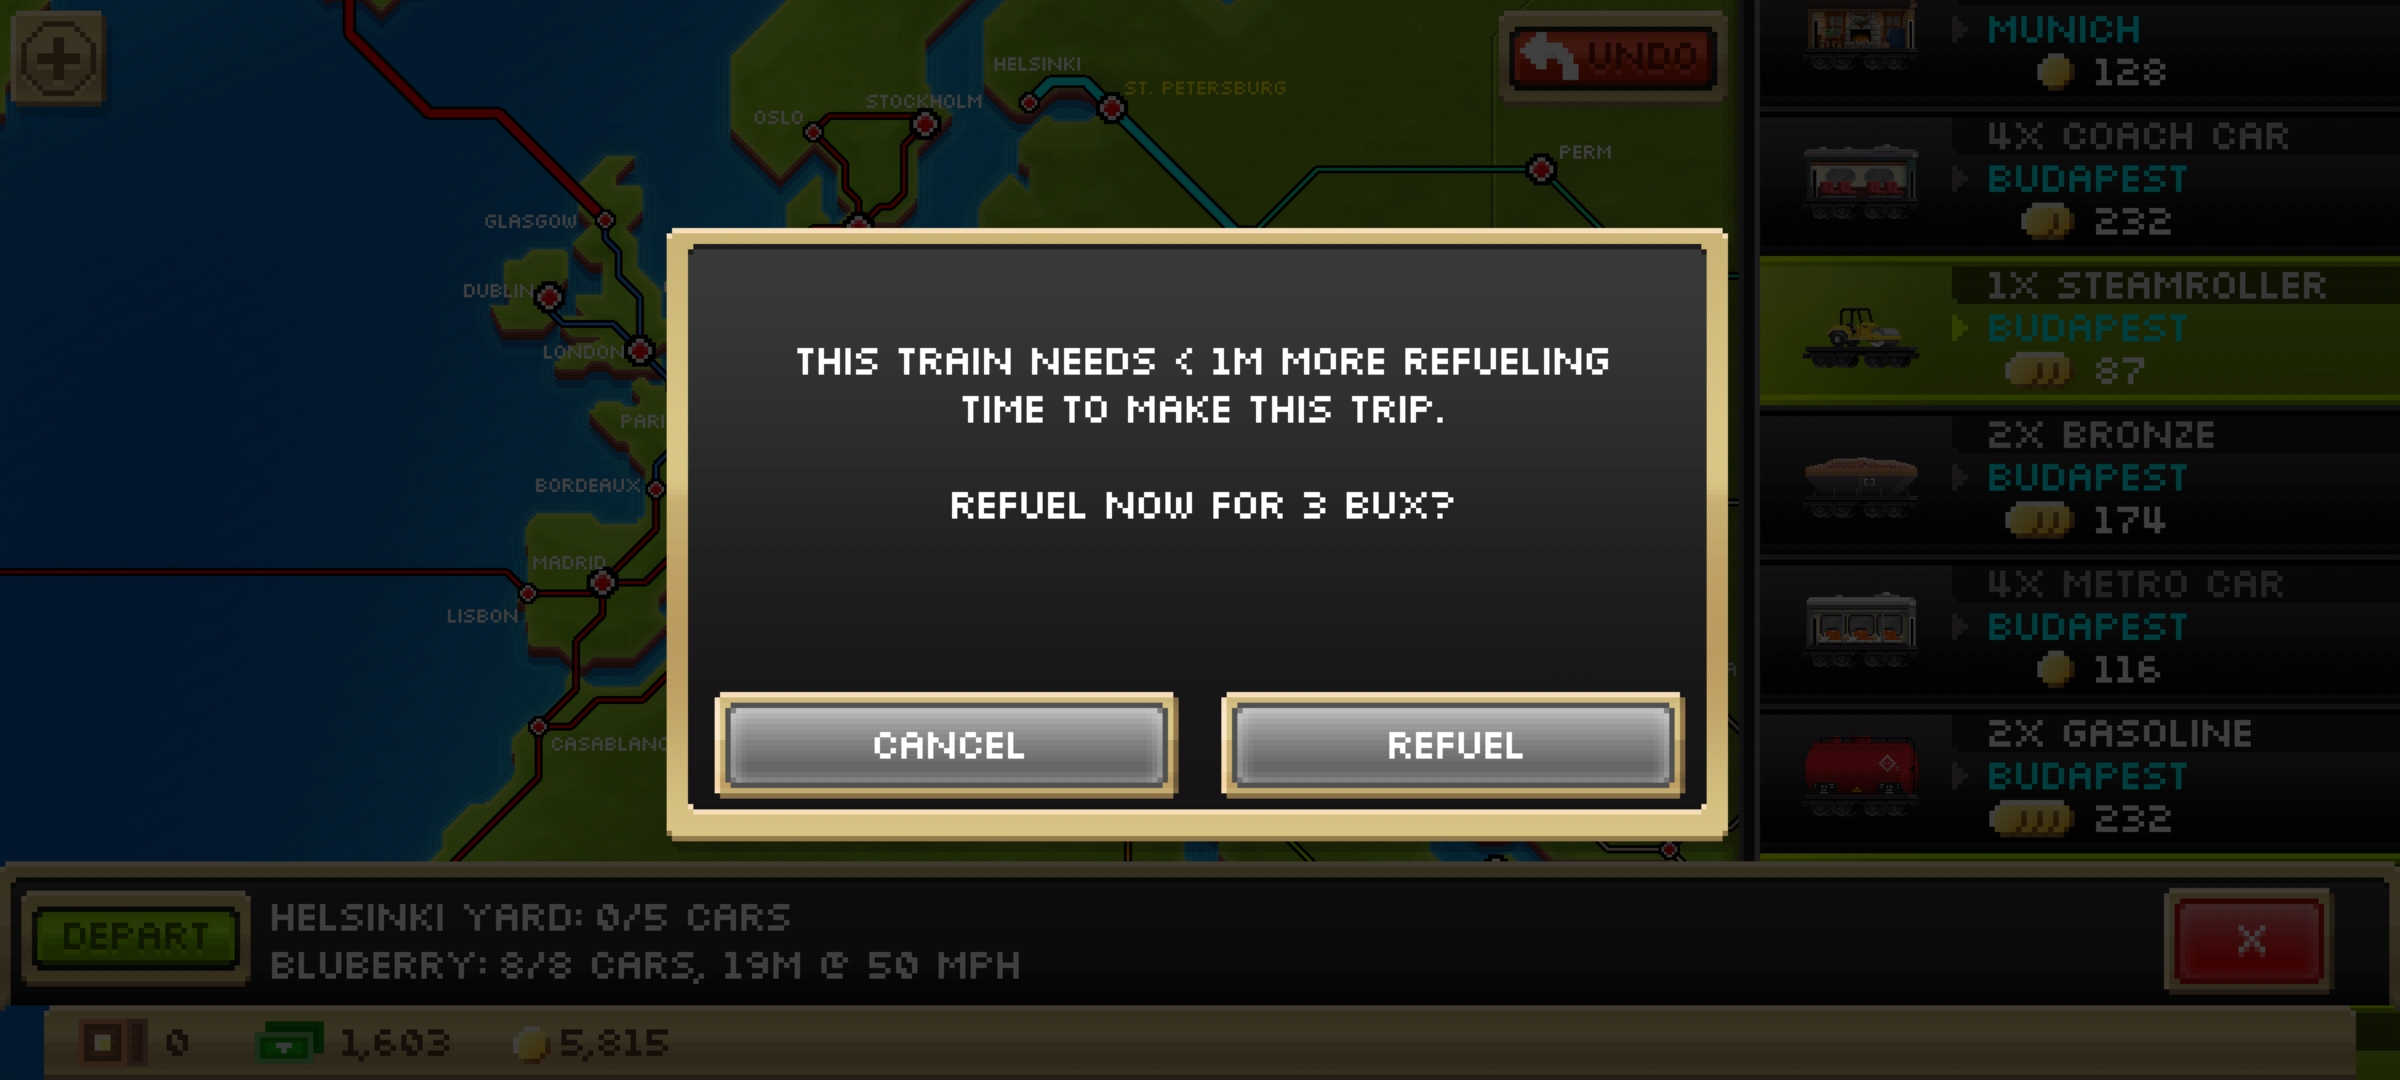 HELSINKI
ST. PETERSBURG
STOCKHOLM
OSLO
PERM
GLASGOW
DUBLIN
LONDON
PARI
BORDEAUX
MADRID
LISBON
CASABLANC
UNDO
MUNICH
128
4X COACH CAR
BUDAPEST
232
1X STEAMROLLER
BUDAPEST
87
2X BRONZE
BUDAPEST
174
4X METRO CAR
BUDAPEST
116
2X GASOLINE
BUDAPEST
232
THIS TRAIN NEEDS < 1M MORE REFUELING
TIME TO MAKE THIS TRIP.
REFUEL NOW FOR 3 BUX?
CANCEL
REFUEL
DEPART
HELSINKI YARD: 0/5 CARS
BLUBERRY: 8/8 CARS, 19M @ 50 MPH
X
0
1,603
5,815